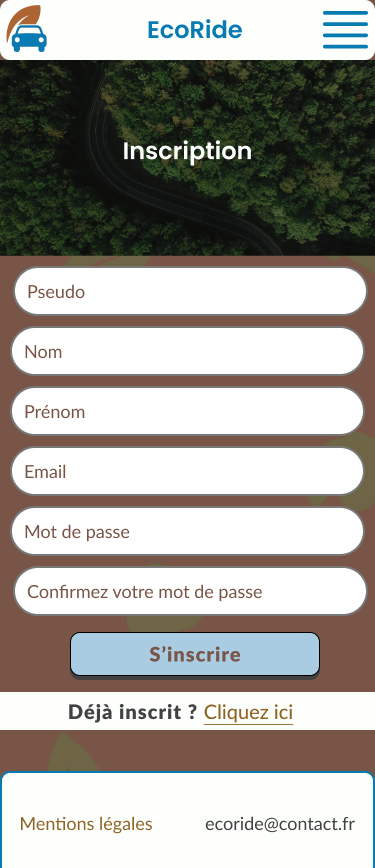 EcoRide
Inscription
Pseudo
Nom
Prénom
Email
Mot de passe
Confirmez votre mot de passe
S’inscrire
Déjà inscrit ? Cliquez ici
Mentions légales ecoride@contact.fr